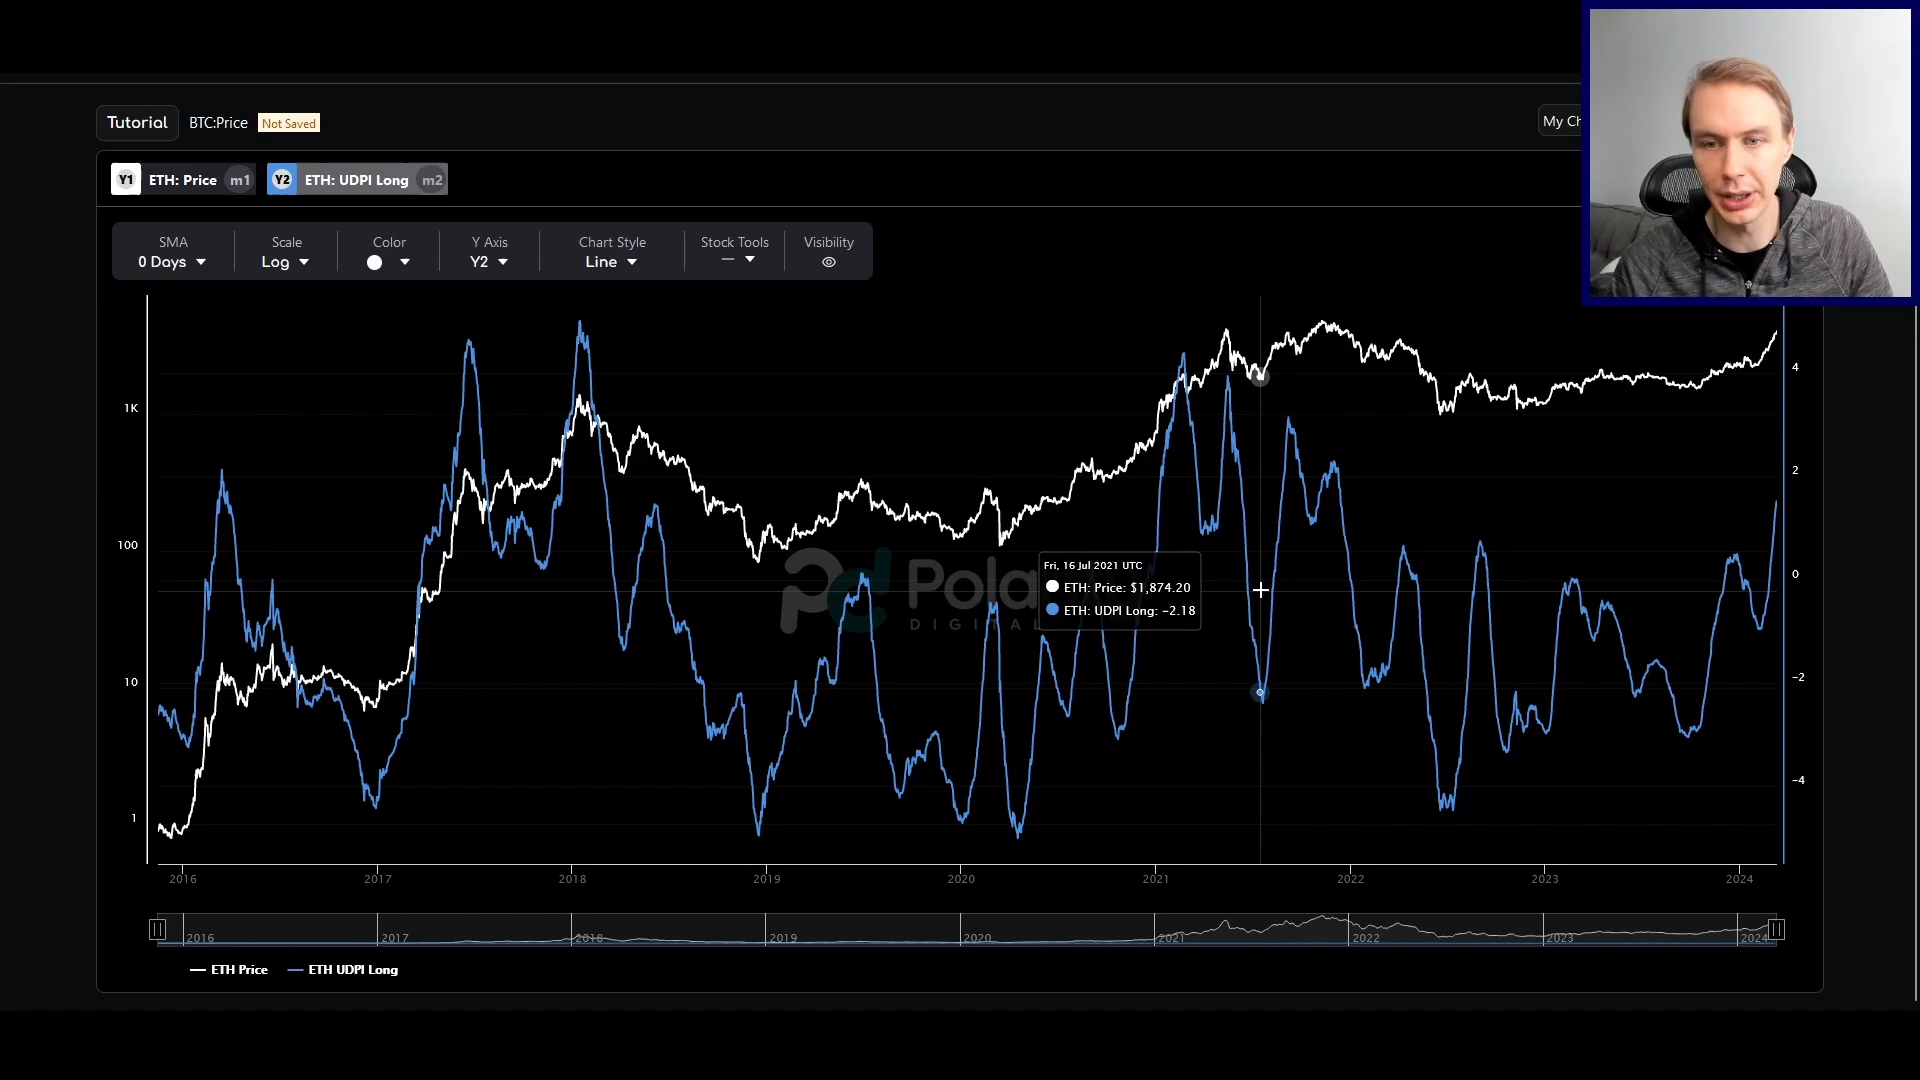 Tutorial BTC:Price Not Saved
My Ch
Y1 ETH: Price m1 Y2 ETH: UDPI Long m2
SMA Scale Color Y Axis Chart Style Stock Tools Visibility
0 Days Log Y2 Line
4
1K
2
100
Fri, 16 Jul 2021 UTC
ETH: Price: $1,874.20
ETH: UDPI Long: −2.18
0
Pola
DIGITAL
10
−2
−4
1
2016 2017 2018 2019 2020 2021 2022 2023 2024
2016 2017 2018 2019 2020 2021 2022 2023 2024
ETH Price ETH UDPI Long